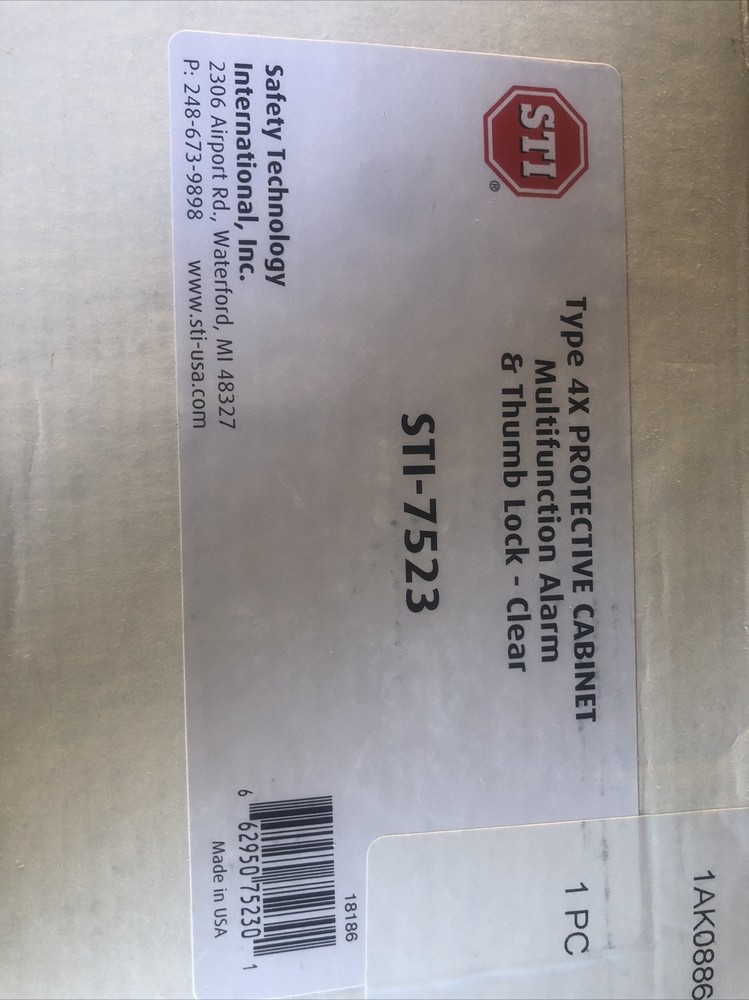 STI
®
Type 4X PROTECTIVE CABINET
Multifunction Alarm
& Thumb Lock - Clear
STI-7523
Safety Technology
International, Inc.
2306 Airport Rd., Waterford, MI 48327
P: 248-673-9898 www.sti-usa.com
18186
6 62950 75230 1
Made in USA
1AK0886
1 PC